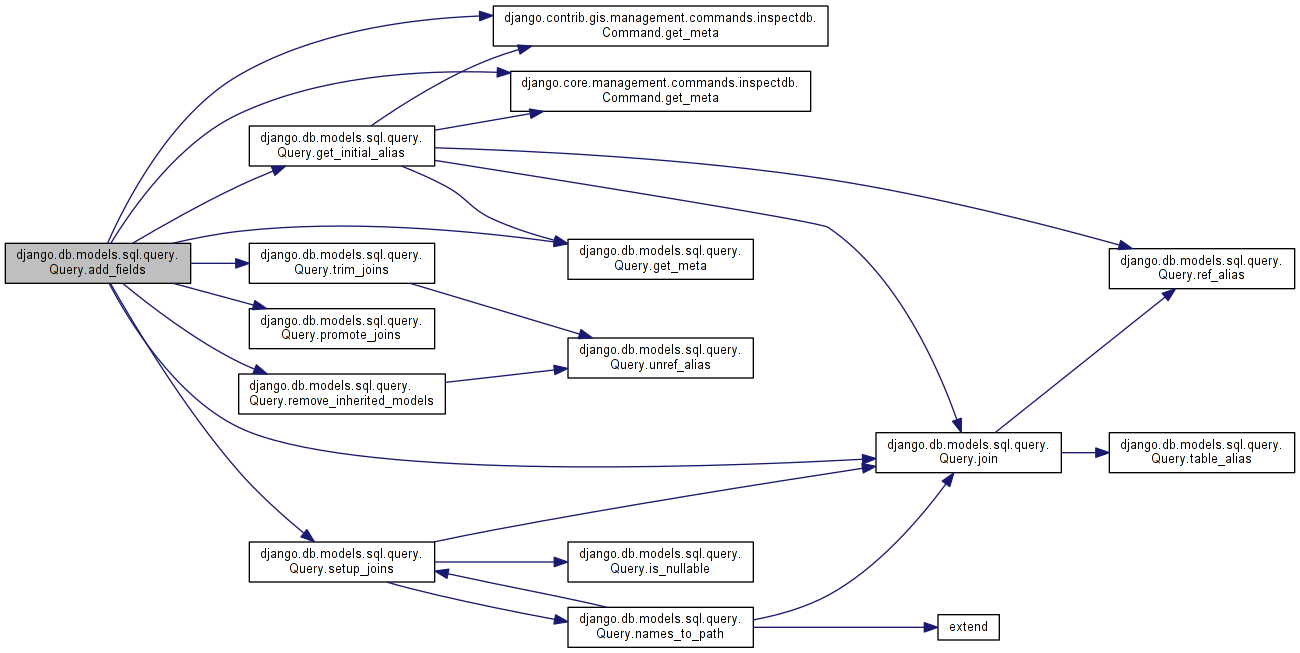 django.contrib.gis.management.commands.inspectdb.
Command.get_meta
django.core.management.commands.inspectdb.
Command.get_meta
django.db.models.sql.query.
Query.get_initial_alias
django.db.models.sql.query.
Query.add_fields
django.db.models.sql.query.
Query.trim_joins
django.db.models.sql.query.
Query.get_meta
django.db.models.sql.query.
Query.ref_alias
django.db.models.sql.query.
Query.promote_joins
django.db.models.sql.query.
Query.unref_alias
django.db.models.sql.query.
Query.remove_inherited_models
django.db.models.sql.query.
Query.join
django.db.models.sql.query.
Query.table_alias
django.db.models.sql.query.
Query.setup_joins
django.db.models.sql.query.
Query.is_nullable
django.db.models.sql.query.
Query.names_to_path
extend